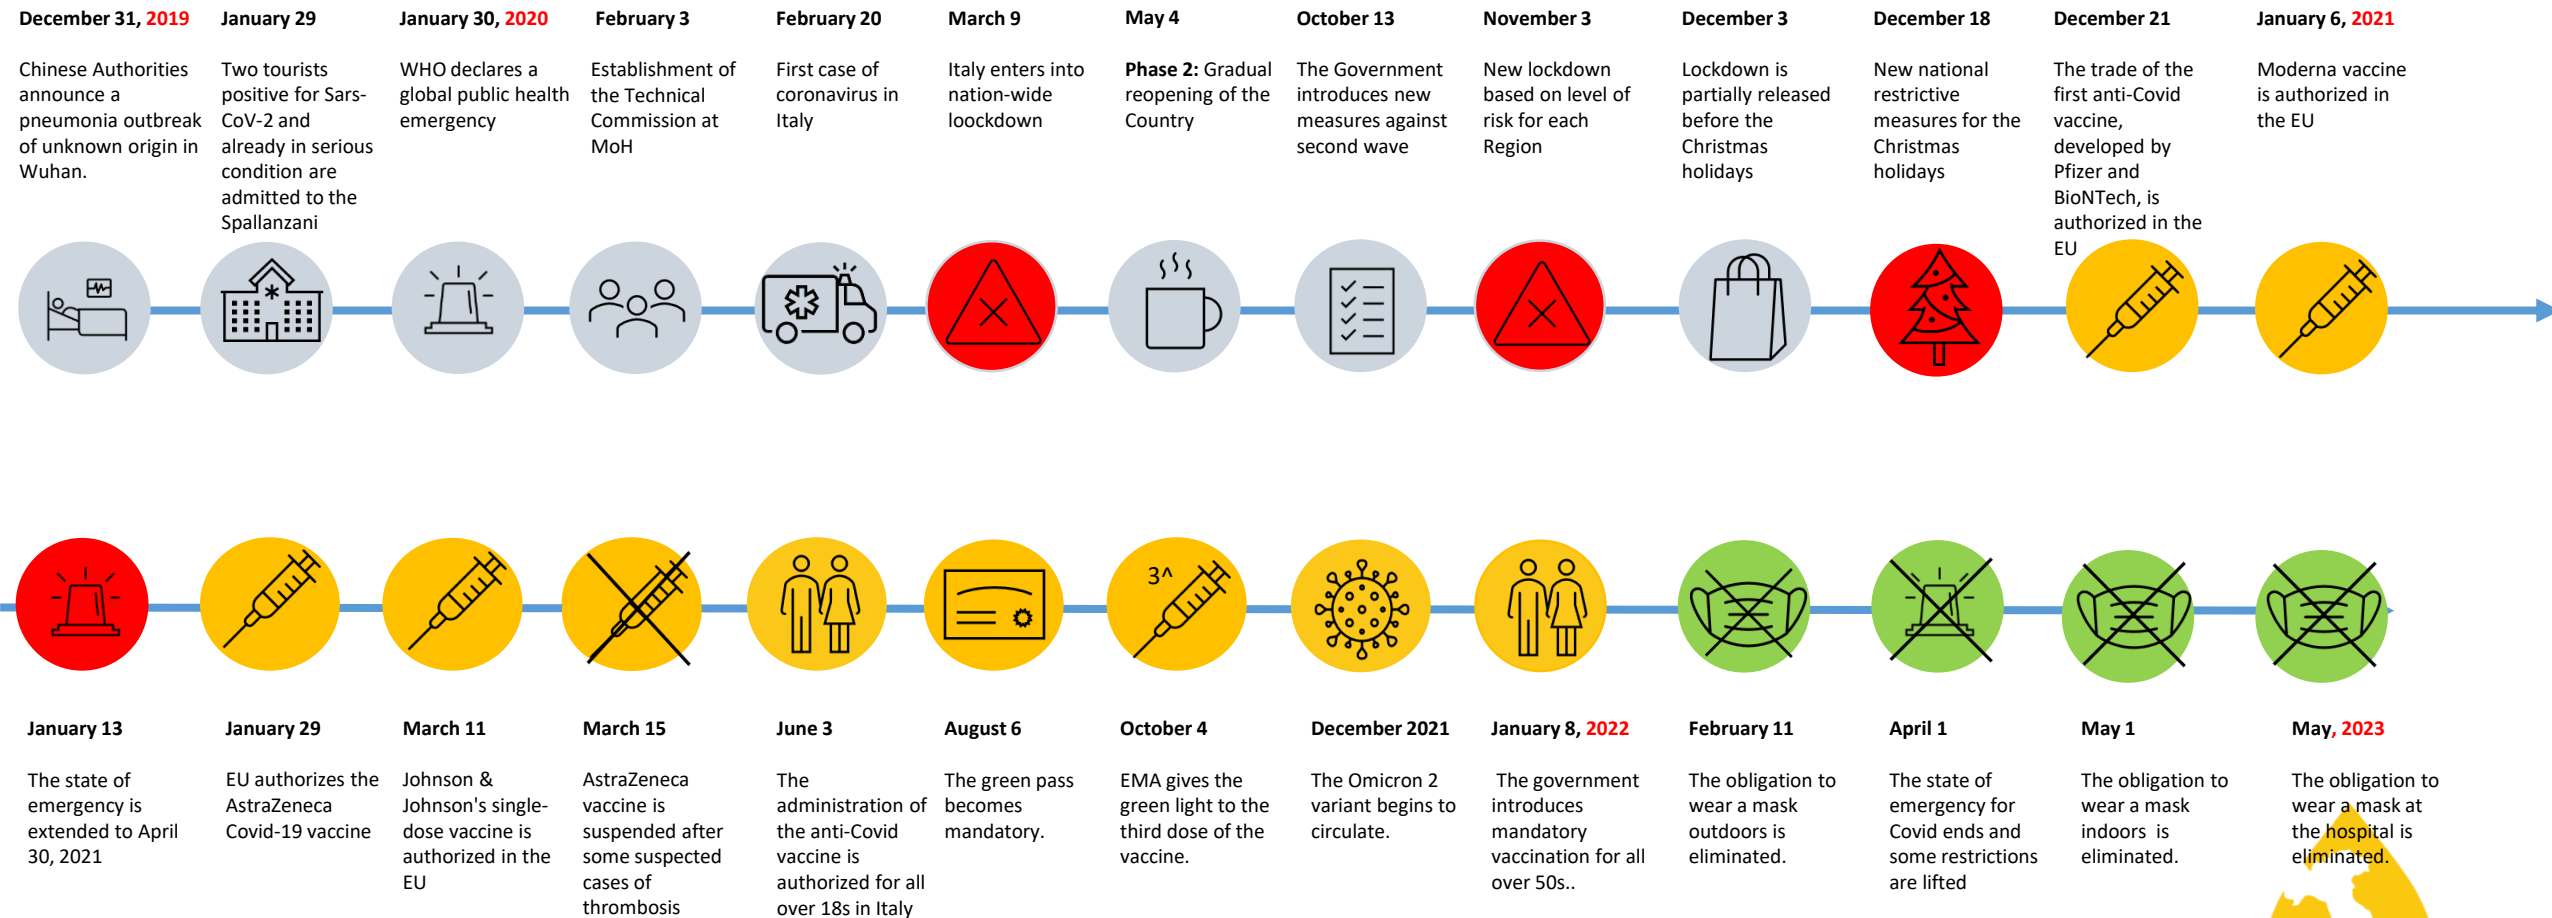 December 31, 2019
Chinese Authorities
announce a
pneumonia outbreak
of unknown origin in
Wuhan.
January 29
Two tourists
positive for Sars-
CoV-2 and
already in serious
condition are
admitted to the
Spallanzani
January 30, 2020
WHO declares a
global public health
emergency
February 3
Establishment of
the Technical
Commission at
MoH
February 20
First case of
coronavirus in
Italy
March 9
Italy enters into
nation-wide
loockdown
May 4
Phase 2: Gradual
reopening of the
Country
October 13
The Government
introduces new
measures against
second wave
November 3
New lockdown
based on level of
risk for each
Region
December 3
Lockdown is
partially released
before the
Christmas
holidays
December 18
New national
restrictive
measures for the
Christmas
holidays
December 21
The trade of the
first anti-Covid
vaccine,
developed by
Pfizer and
BioNTech, is
authorized in the
EU
January 6, 2021
Moderna vaccine
is authorized in
the EU
3^
January 13
The state of
emergency is
extended to April
30, 2021
January 29
EU authorizes the
AstraZeneca
Covid-19 vaccine
March 11
Johnson &
Johnson's single-
dose vaccine is
authorized in the
EU
March 15
AstraZeneca
vaccine is
suspended after
some suspected
cases of
thrombosis
June 3
The
administration of
the anti-Covid
vaccine is
authorized for all
over 18s in Italy
August 6
The green pass
becomes
mandatory.
October 4
EMA gives the
green light to the
third dose of the
vaccine.
December 2021
The Omicron 2
variant begins to
circulate.
January 8, 2022
The government
introduces
mandatory
vaccination for all
over 50s..
February 11
The obligation to
wear a mask
outdoors is
eliminated.
April 1
The state of
emergency for
Covid ends and
some restrictions
are lifted
May 1
The obligation to
wear a mask
indoors is
eliminated.
May, 2023
The obligation to
wear a mask at
the hospital is
eliminated.